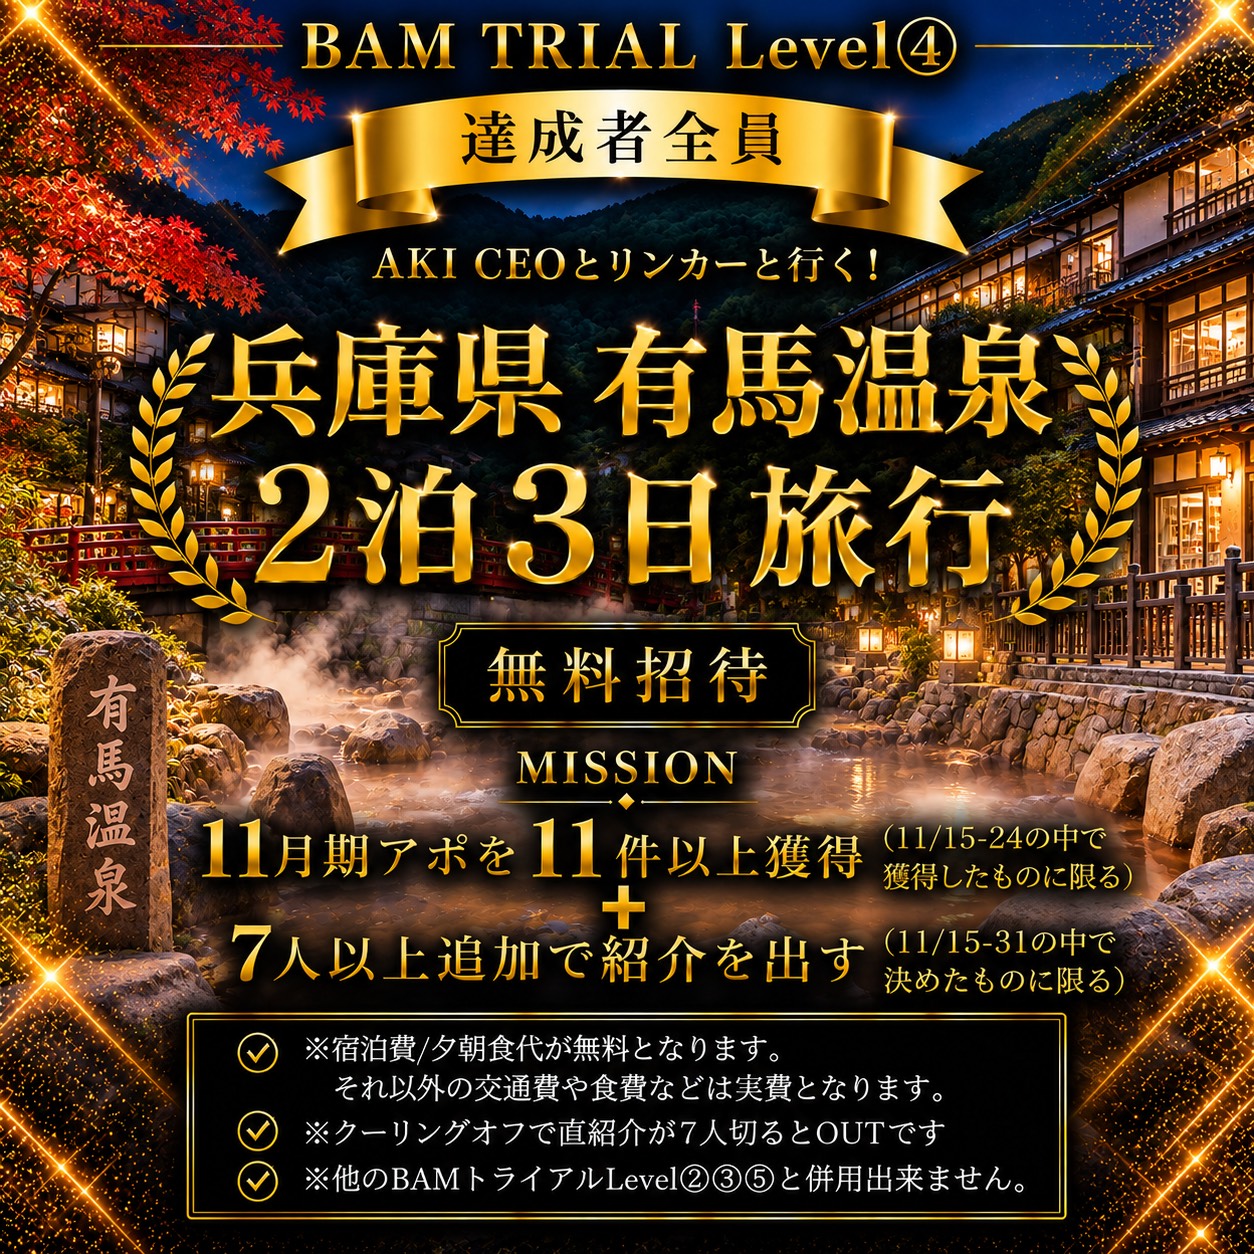 BAM TRIAL Level④
達成者全員
AKI CEOとリンカーと行く!
兵庫県 有馬温泉
2泊3日旅行
無料招待
有馬温泉
MISSION
11月期アポを11件以上獲得
(11/15-24の中で
獲得したものに限る)
+
7人以上追加で紹介を出す
(11/15-31の中で
決めたものに限る)
※宿泊費/夕朝食代が無料となります。
それ以外の交通費や食費などは実費となります。
※クーリングオフで直紹介が7人切るとOUTです
※他のBAMトライアルLevel②③⑤と併用出来ません。